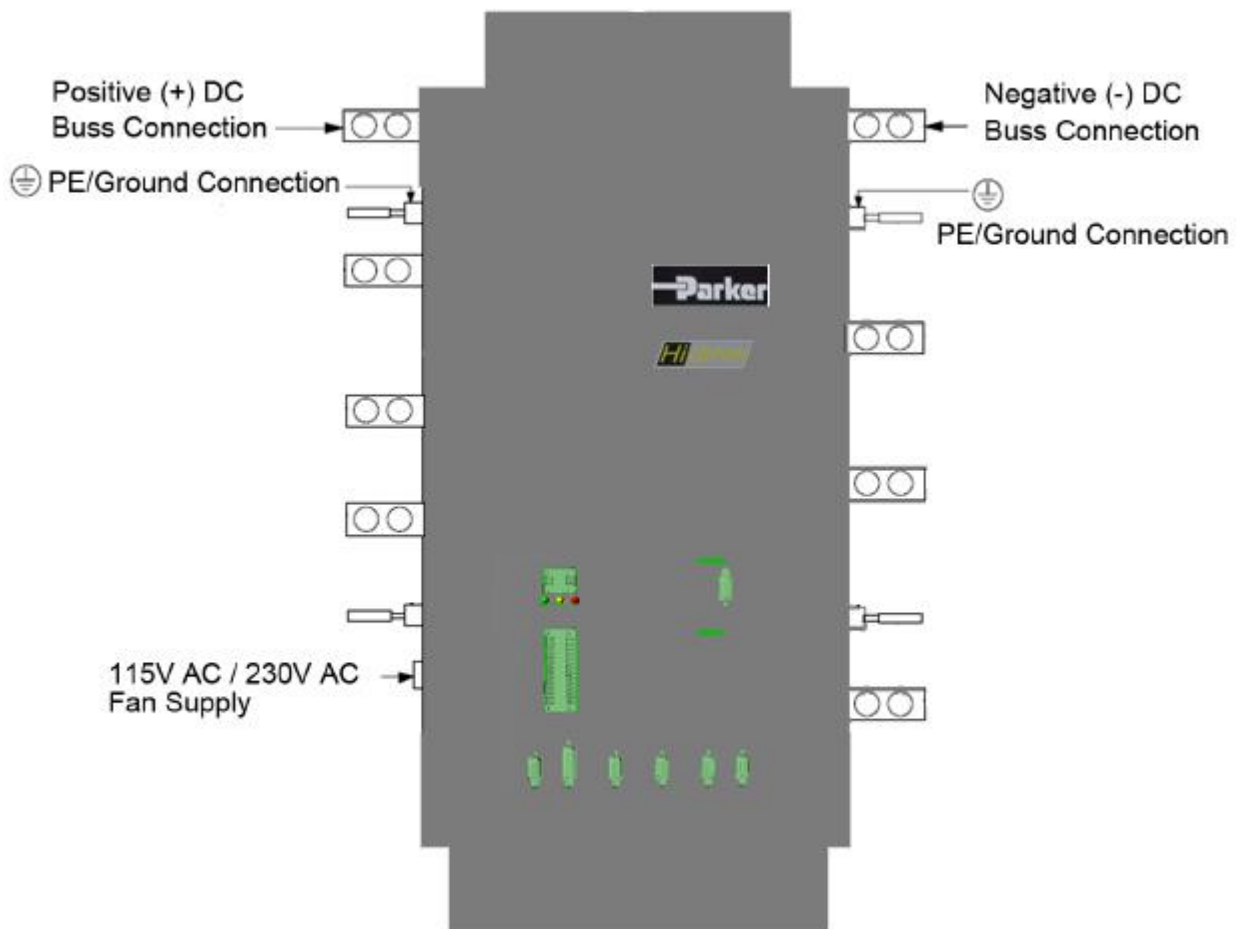 Positive (+) DC
Buss Connection
Negative (-) DC
Buss Connection
PE/Ground Connection
PE/Ground Connection
Parker
Hi
115V AC / 230V AC
Fan Supply